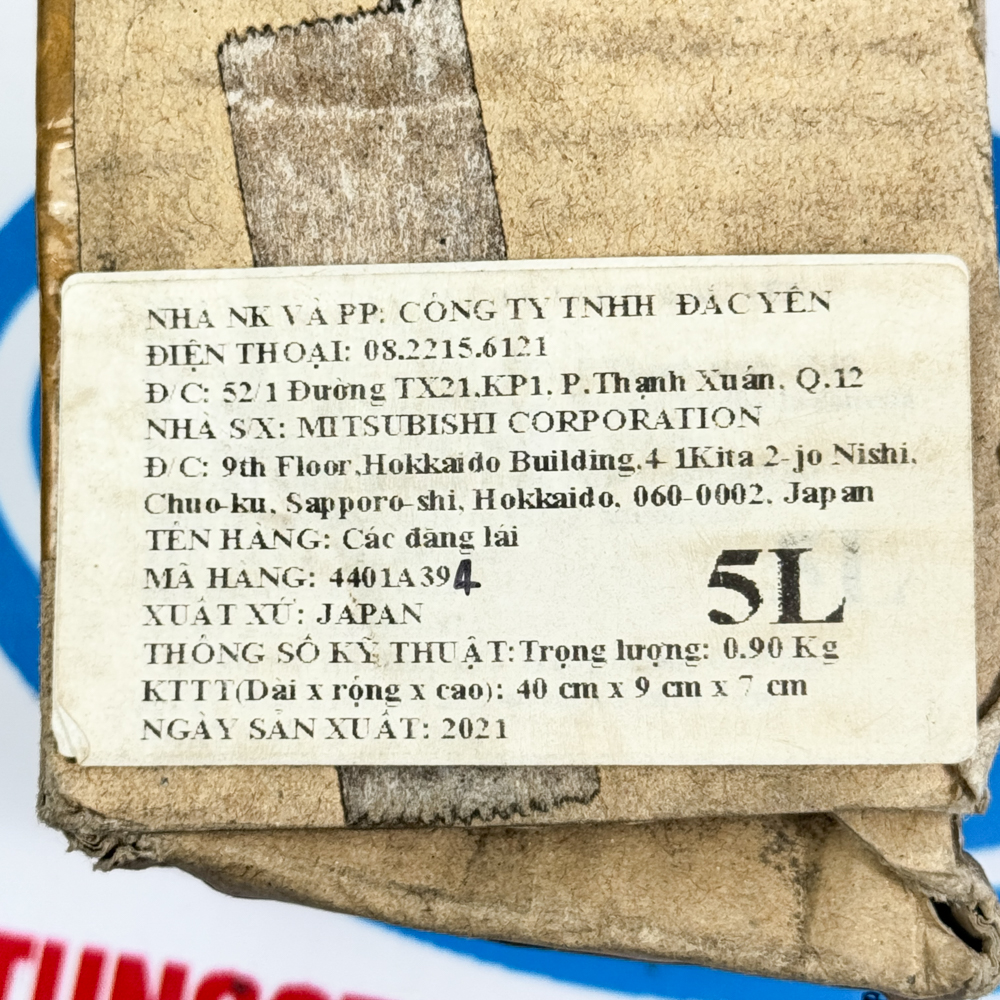 NHÀ NK VÀ PP: CÔNG TY TNHH ĐẮC YẾN
ĐIỆN THOẠI: 08.2215.6121
Đ/C: 52/1 Đường TX21,KP1, P.Thạnh Xuân, Q.12
NHÀ S/X: MITSUBISHI CORPORATION
Đ/C: 9th Floor,Hokkaido Building,4-1Kita 2-jo Nishi,
Chuo-ku, Sapporo-shi, Hokkaido, 060-0002, Japan
TÊN HÀNG: Các đăng lái
MÃ HÀNG: 4401A394
5L
XUẤT XỨ: JAPAN
THÔNG SỐ KỸ THUẬT:Trọng lượng: 0.90 Kg
KTTT(Dài x rộng x cao): 40 cm x 9 cm x 7 cm
NGÀY SẢN XUẤT: 2021